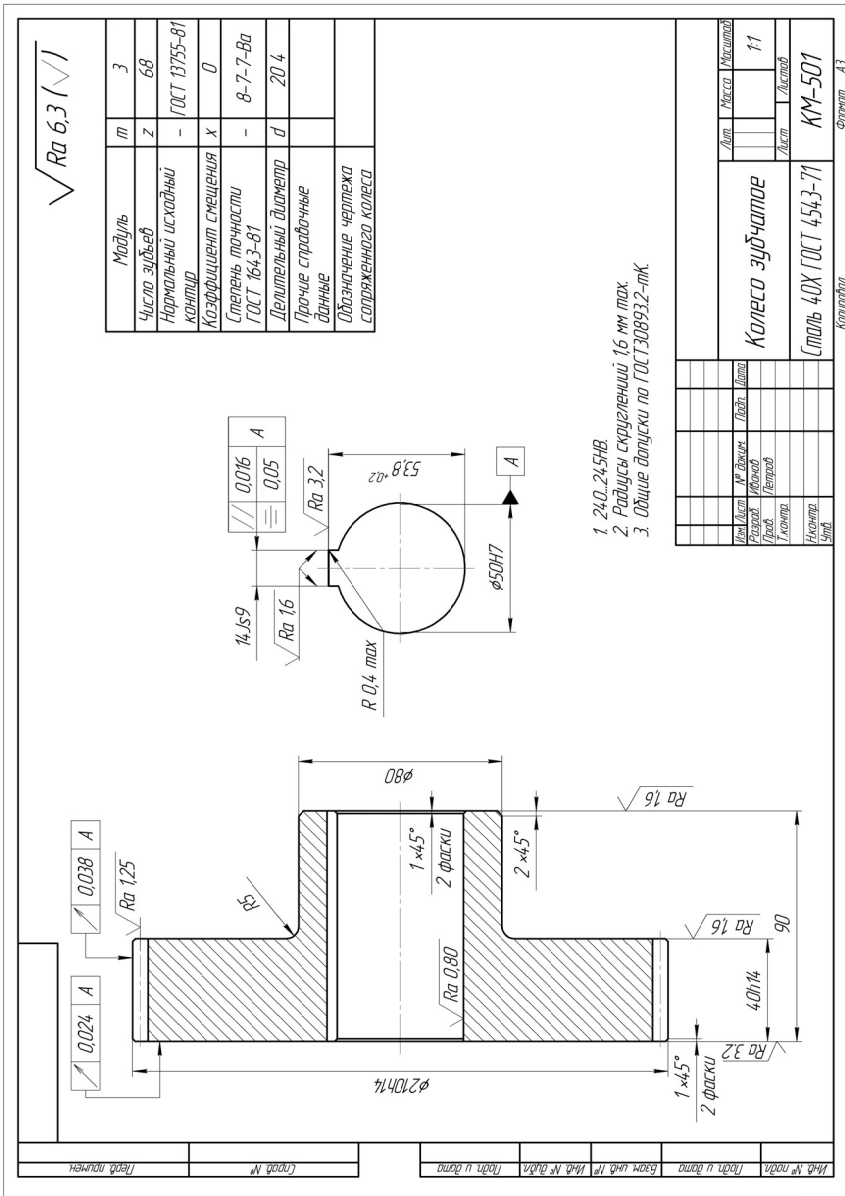 √ Ra 6,3 (√)
Модуль m 3
Число зубьев z 68
Нормальный исходный контур – ГОСТ 13755-81
Коэффициент смещения x 0
Степень точности ГОСТ 1643-81 – 8-7-7-Ва
Делительный диаметр d 20 4
Прочие справочные данные
Обозначение чертежа сопряженного колеса
0,024 А
0,038 А
Ra 1,25
R5
⌀210h14
Ra 0,80
⌀80
1 ×45°
2 фаски
2 ×45°
Ra 1,6
Ra 1,6
Ra 3.2
1 ×45°
2 фаски
40h14
90
14Js9
// 0,016 А
0,05
Ra 1,6
Ra 3,2
R 0,4 max
53,8 +0,2
⌀50H7
А
1. 240...245HB.
2. Радиусы скруглений 1,6 мм max.
3. Общие допуски по ГОСТ30893.2-mK.
Изм. Лист № докум. Подп. Дата
Разраб. Иванов
Пров. Петров
Т.контр.
Н.контр.
Утв.
Колесо зубчатое
Лит. Масса Масштаб
1:1
Лист Листов
Сталь 40Х ГОСТ 4543-71
КМ-501
Копировал Формат А3
Перв. примен.
Справ. №
Подп. и дата
Инв. № дубл.
Взам. инв. №
Подп. и дата
Инв. № подл.